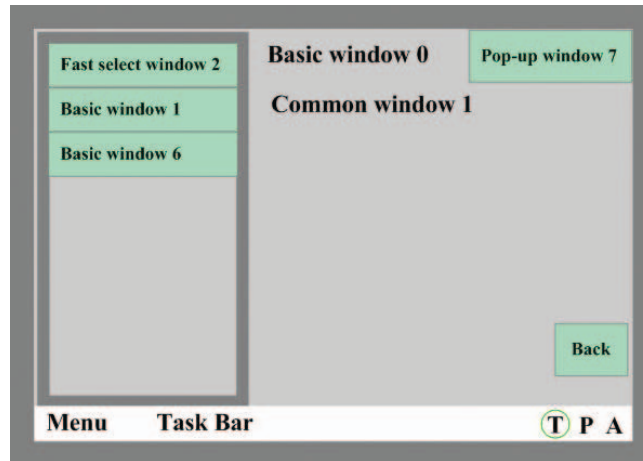 Fast select window 2
Basic window 1
Basic window 6
Basic window 0
Pop-up window 7
Common window 1
Back
Menu Task Bar T P A